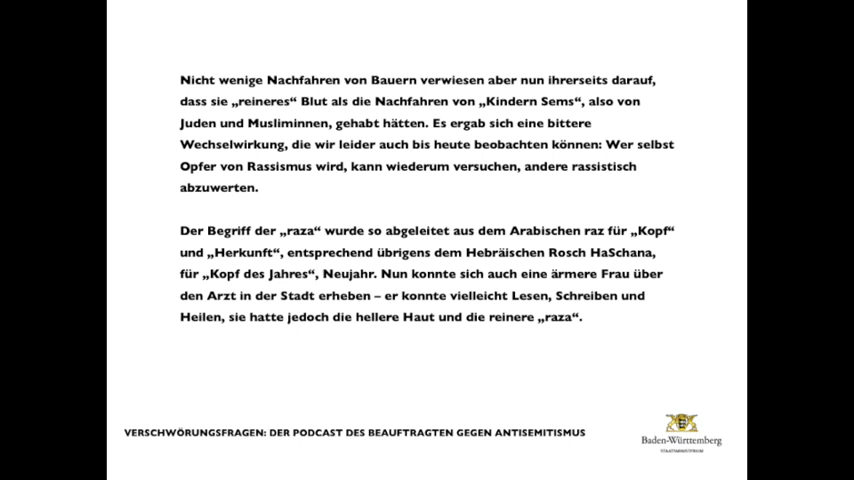 Nicht wenige Nachfahren von Bauern verwiesen aber nun ihrerseits darauf,
dass sie „reineres“ Blut als die Nachfahren von „Kindern Sems“, also von
Juden und Musliminnen, gehabt hätten. Es ergab sich eine bittere
Wechselwirkung, die wir leider auch bis heute beobachten können: Wer selbst
Opfer von Rassismus wird, kann wiederum versuchen, andere rassistisch
abzuwerten.
Der Begriff der „raza“ wurde so abgeleitet aus dem Arabischen raz für „Kopf“
und „Herkunft“, entsprechend übrigens dem Hebräischen Rosch HaSchana,
für „Kopf des Jahres“, Neujahr. Nun konnte sich auch eine ärmere Frau über
den Arzt in der Stadt erheben – er konnte vielleicht Lesen, Schreiben und
Heilen, sie hatte jedoch die hellere Haut und die reinere „raza“.
VERSCHWÖRUNGSFRAGEN: DER PODCAST DES BEAUFTRAGTEN GEGEN ANTISEMITISMUS
Baden-Württemberg
STAATSMINISTERIUM